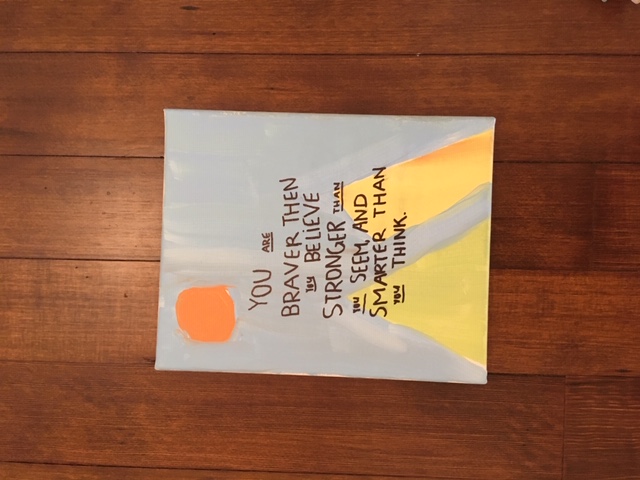 YOU ARE
BRAVER THEN
YOU BELIEVE
STRONGER THAN
YOU SEEM, AND
SMARTER THAN
YOU THINK.